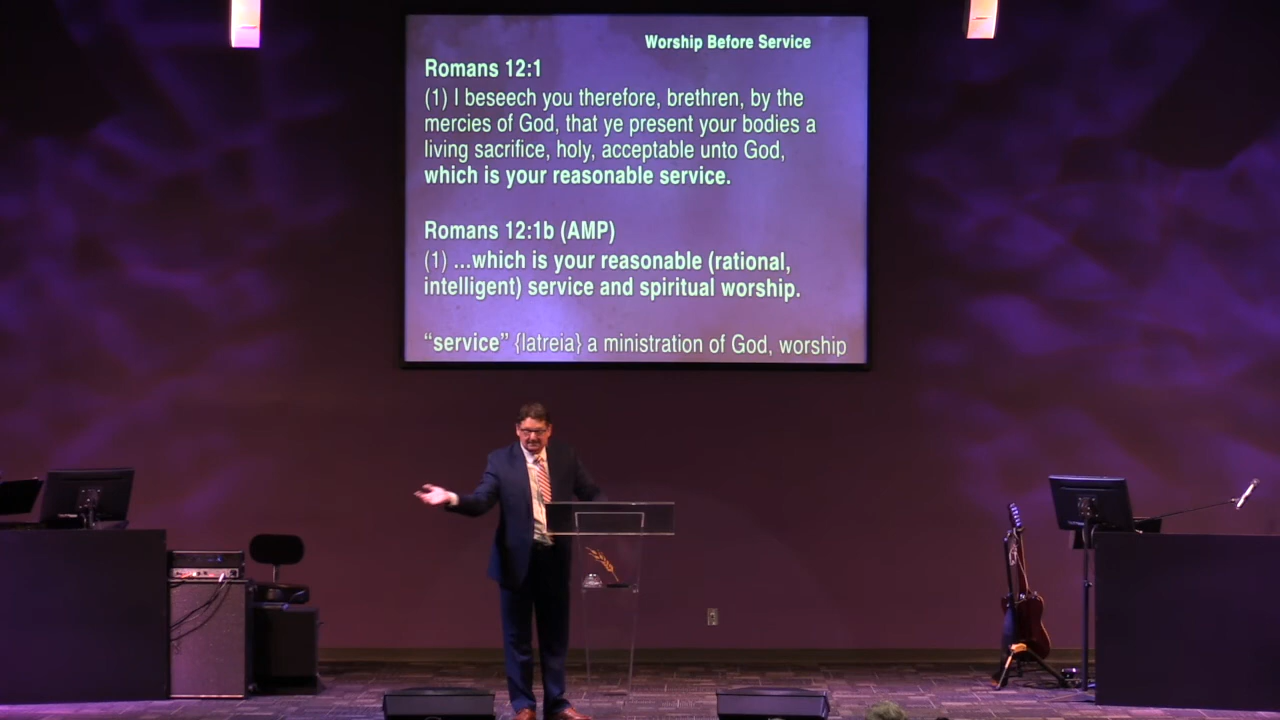 Worship Before Service
Romans 12:1
(1) I beseech you therefore, brethren, by the
mercies of God, that ye present your bodies a
living sacrifice, holy, acceptable unto God,
which is your reasonable service.
Romans 12:1b (AMP)
(1) ...which is your reasonable (rational,
intelligent) service and spiritual worship.
“service” {latreia} a ministration of God, worship